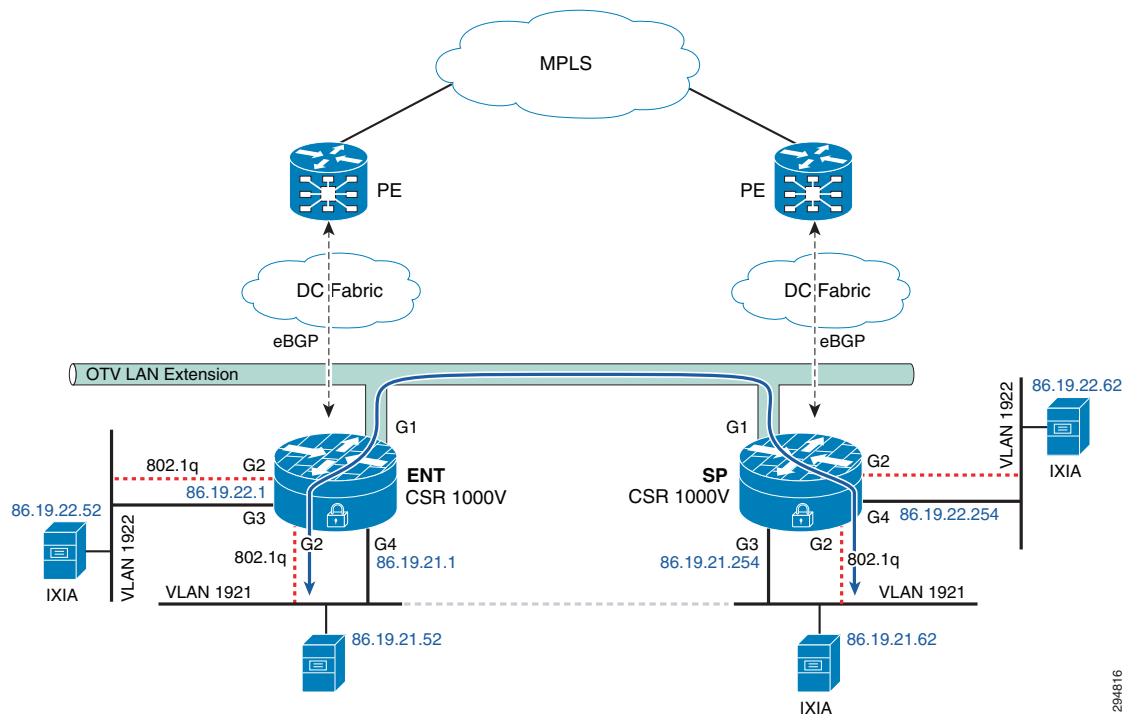 MPLS
PE
PE
DC Fabric
DC Fabric
eBGP
eBGP
OTV LAN Extension
86.19.22.62
VLAN 1922
IXIA
G1
G1
802.1q
G2
ENT
CSR 1000V
SP
CSR 1000V
G2
86.19.22.1
86.19.22.52
G3
G4
86.19.22.254
VLAN 1922
IXIA
802.1q
G2
G4
86.19.21.1
G3
86.19.21.254
G2
802.1q
VLAN 1921
VLAN 1921
86.19.21.52
86.19.21.62
IXIA
294816